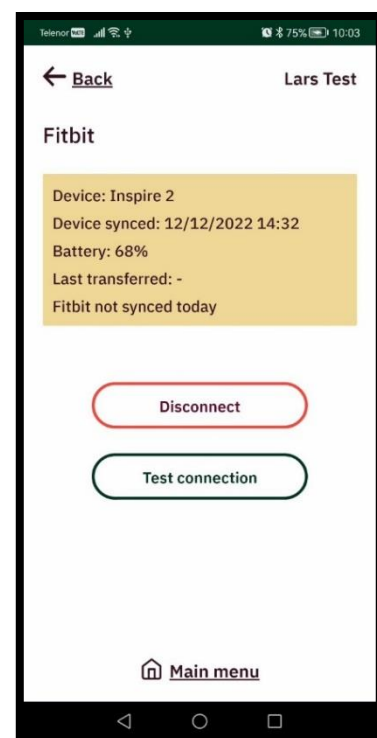 Telenor 75% 10:03
← Back Lars Test
Fitbit
Device: Inspire 2
Device synced: 12/12/2022 14:32
Battery: 68%
Last transferred: -
Fitbit not synced today
Disconnect
Test connection
Main menu